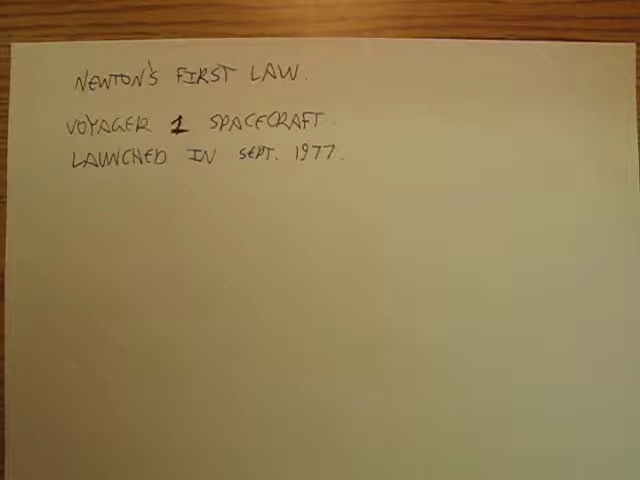 NEWTON'S FIRST LAW.
VOYAGER 1 SPACECRAFT
LAUNCHED IN SEPT. 1977.